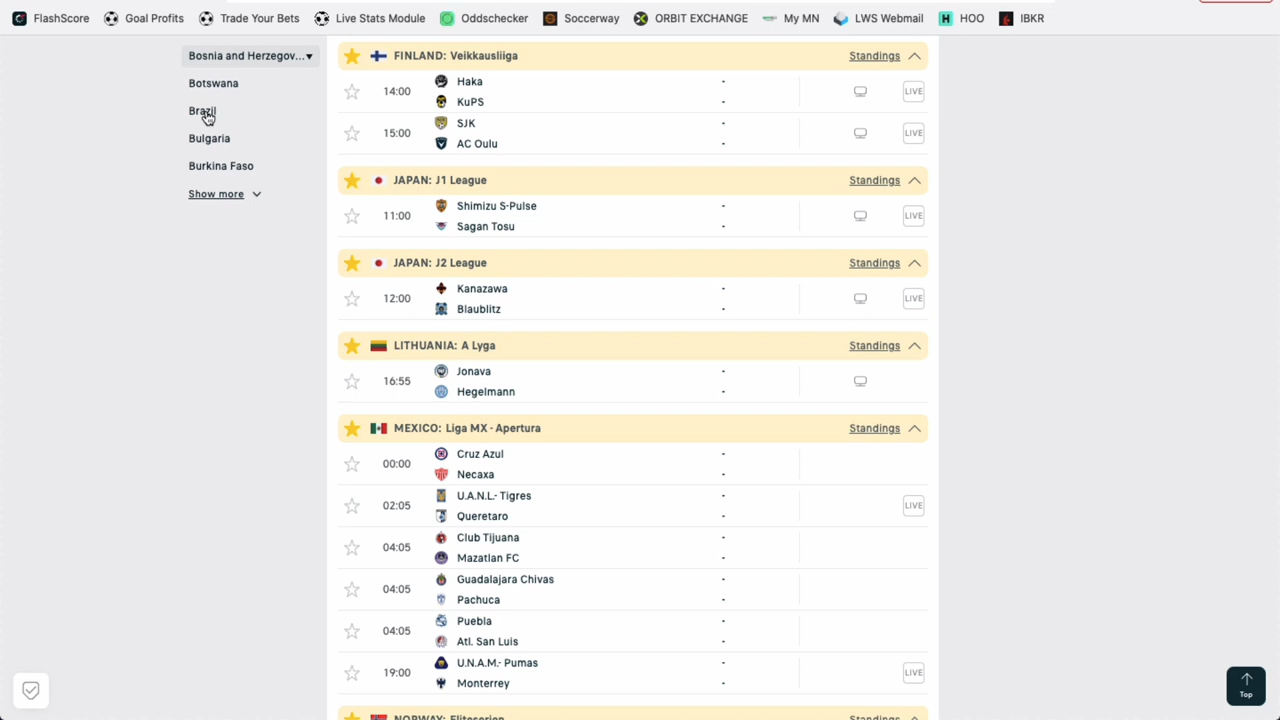 FlashScore Goal Profits Trade Your Bets Live Stats Module Oddschecker Soccerway ORBIT EXCHANGE My MN LWS Webmail HOO IBKR
Bosnia and Herzegov...
Botswana
Brazil
Bulgaria
Burkina Faso
Show more
FINLAND: Veikkausliiga Standings
14:00 Haka - LIVE
KuPS -
15:00 SJK - LIVE
AC Oulu -
JAPAN: J1 League Standings
11:00 Shimizu S-Pulse - LIVE
Sagan Tosu -
JAPAN: J2 League Standings
12:00 Kanazawa - LIVE
Blaublitz -
LITHUANIA: A Lyga Standings
16:55 Jonava -
Hegelmann -
MEXICO: Liga MX - Apertura Standings
00:00 Cruz Azul -
Necaxa -
02:05 U.A.N.L.- Tigres - LIVE
Queretaro -
04:05 Club Tijuana -
Mazatlan FC -
04:05 Guadalajara Chivas -
Pachuca -
04:05 Puebla -
Atl. San Luis -
19:00 U.N.A.M.- Pumas - LIVE
Monterrey -
NORWAY: Eliteserien Standings
Top